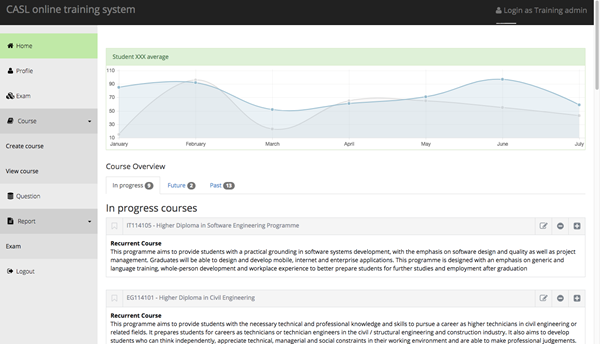 CASL online training system
Login as Training admin
Home
Profile
Exam
Course
Create course
View course
Question
Report
Exam
Logout
Student XXX average
110
90
70
50
30
10
January February March April May June July
Course Overview
In progress 9 Future 2 Past 13
In progress courses
IT114105 - Higher Diploma in Software Engineering Programme
Recurrent Course
This programme aims to provide students with a practical grounding in software systems development, with the emphasis on software design and quality as well as project
management. Graduates will be able to design and develop mobile, internet and enterprise applications. This programme is designed with an emphasis on generic and
language training, whole-person development and workplace experience to better prepare students for further studies and employment after graduation
EG114101 - Higher Diploma in Civil Engineering
Recurrent Course
This programme aims to provide students with the necessary technical and professional knowledge and skills to pursue a career as higher technicians in civil engineering or
related fields. It prepares students for careers as technicians or technician engineers in the civil / structural engineering and construction industry. It also aims to develop
students who can think independently, appreciate technical, managerial and social constraints in their working environment and are able to make professional judgements.